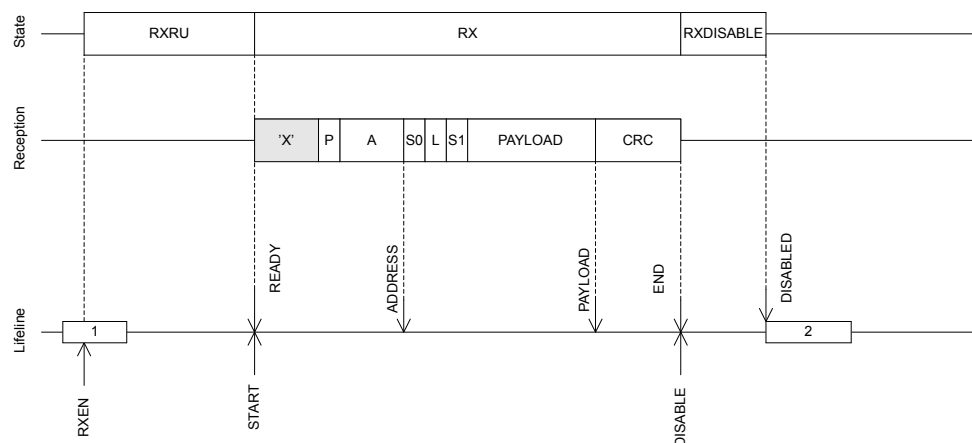 State
RXRU
RX
RXDISABLE
Reception
'X'
P
A
S0
L
S1
PAYLOAD
CRC
READY
ADDRESS
PAYLOAD
END
DISABLED
Lifeline
1
2
RXEN
START
DISABLE